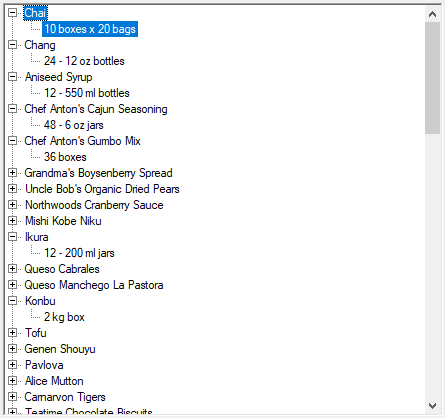 Chai
10 boxes x 20 bags
Chang
24 - 12 oz bottles
Aniseed Syrup
12 - 550 ml bottles
Chef Anton's Cajun Seasoning
48 - 6 oz jars
Chef Anton's Gumbo Mix
36 boxes
Grandma's Boysenberry Spread
Uncle Bob's Organic Dried Pears
Northwoods Cranberry Sauce
Mishi Kobe Niku
Ikura
12 - 200 ml jars
Queso Cabrales
Queso Manchego La Pastora
Konbu
2 kg box
Tofu
Genen Shouyu
Pavlova
Alice Mutton
Carnarvon Tigers
Teatime Chocolate Biscuits